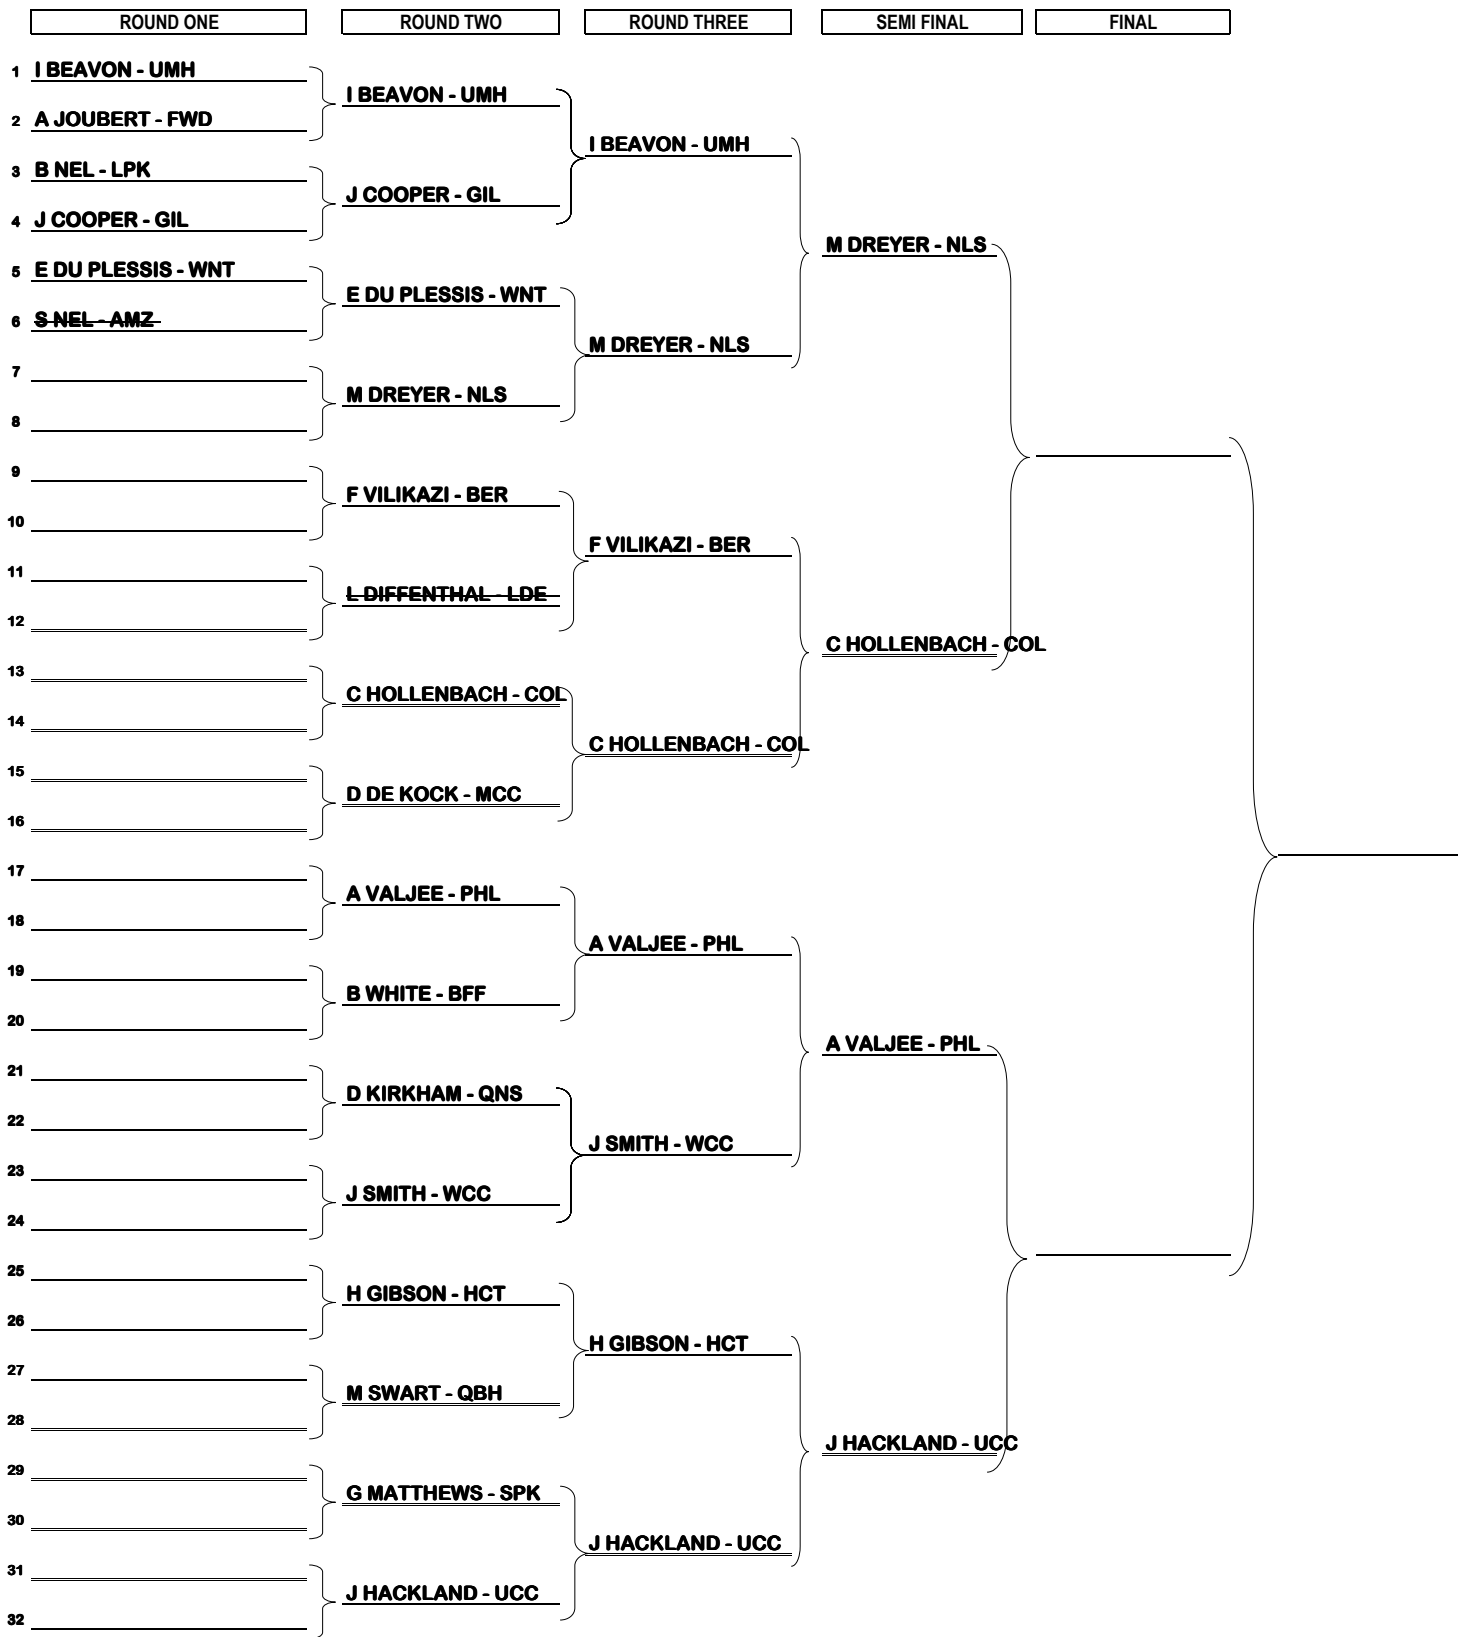 ROUND ONE
ROUND TWO
ROUND THREE
SEMI FINAL
FINAL
1 I BEAVON - UMH
I BEAVON - UMH
2 A JOUBERT - FWD
I BEAVON - UMH
3 B NEL - LPK
J COOPER - GIL
4 J COOPER - GIL
M DREYER - NLS
5 E DU PLESSIS - WNT
E DU PLESSIS - WNT
6 S NEL - AMZ
M DREYER - NLS
7
M DREYER - NLS
8
9
F VILIKAZI - BER
10
F VILIKAZI - BER
11
L DIFFENTHAL - LDE
12
C HOLLENBACH - COL
13
C HOLLENBACH - COL
14
C HOLLENBACH - COL
15
D DE KOCK - MCC
16
17
A VALJEE - PHL
18
A VALJEE - PHL
19
B WHITE - BFF
20
A VALJEE - PHL
21
D KIRKHAM - QNS
22
J SMITH - WCC
23
J SMITH - WCC
24
25
H GIBSON - HCT
26
H GIBSON - HCT
27
M SWART - QBH
28
J HACKLAND - UCC
29
G MATTHEWS - SPK
30
J HACKLAND - UCC
31
J HACKLAND - UCC
32